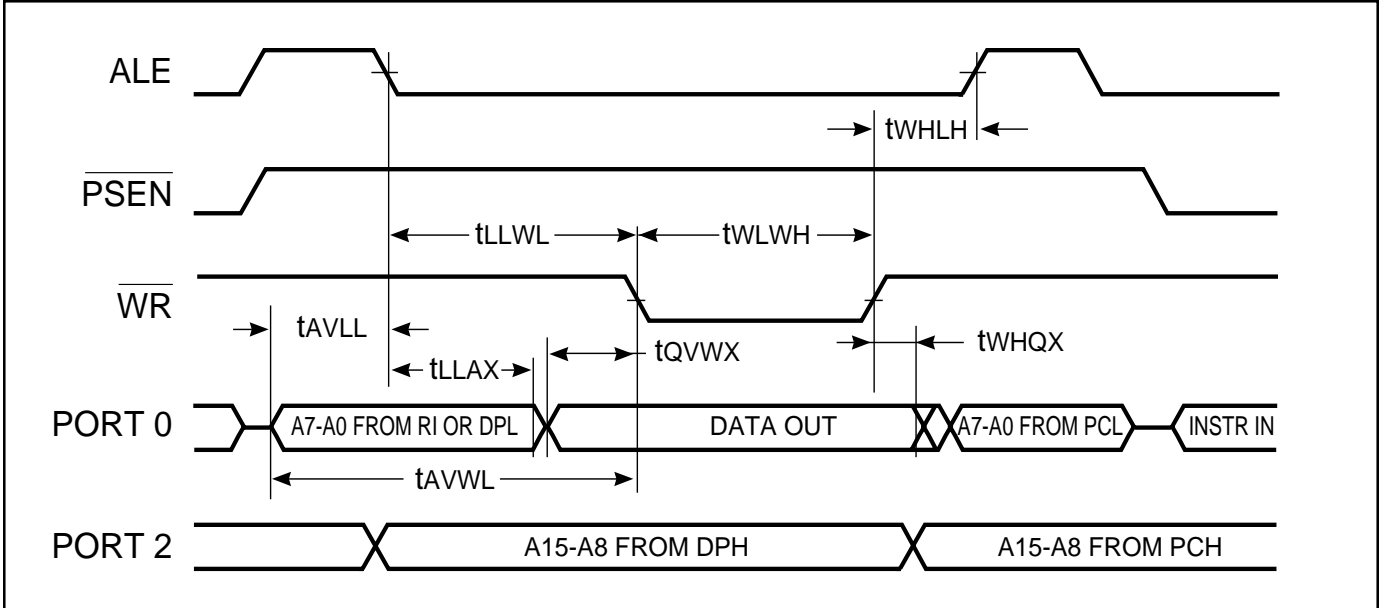 ALE
tWHLH
PSEN
tLLWL
tWLWH
WR
tAVLL
tQVWX
tWHQX
tLLAX
PORT 0
A7-A0 FROM RI OR DPL
DATA OUT
A7-A0 FROM PCL
INSTR IN
tAVWL
PORT 2
A15-A8 FROM DPH
A15-A8 FROM PCH